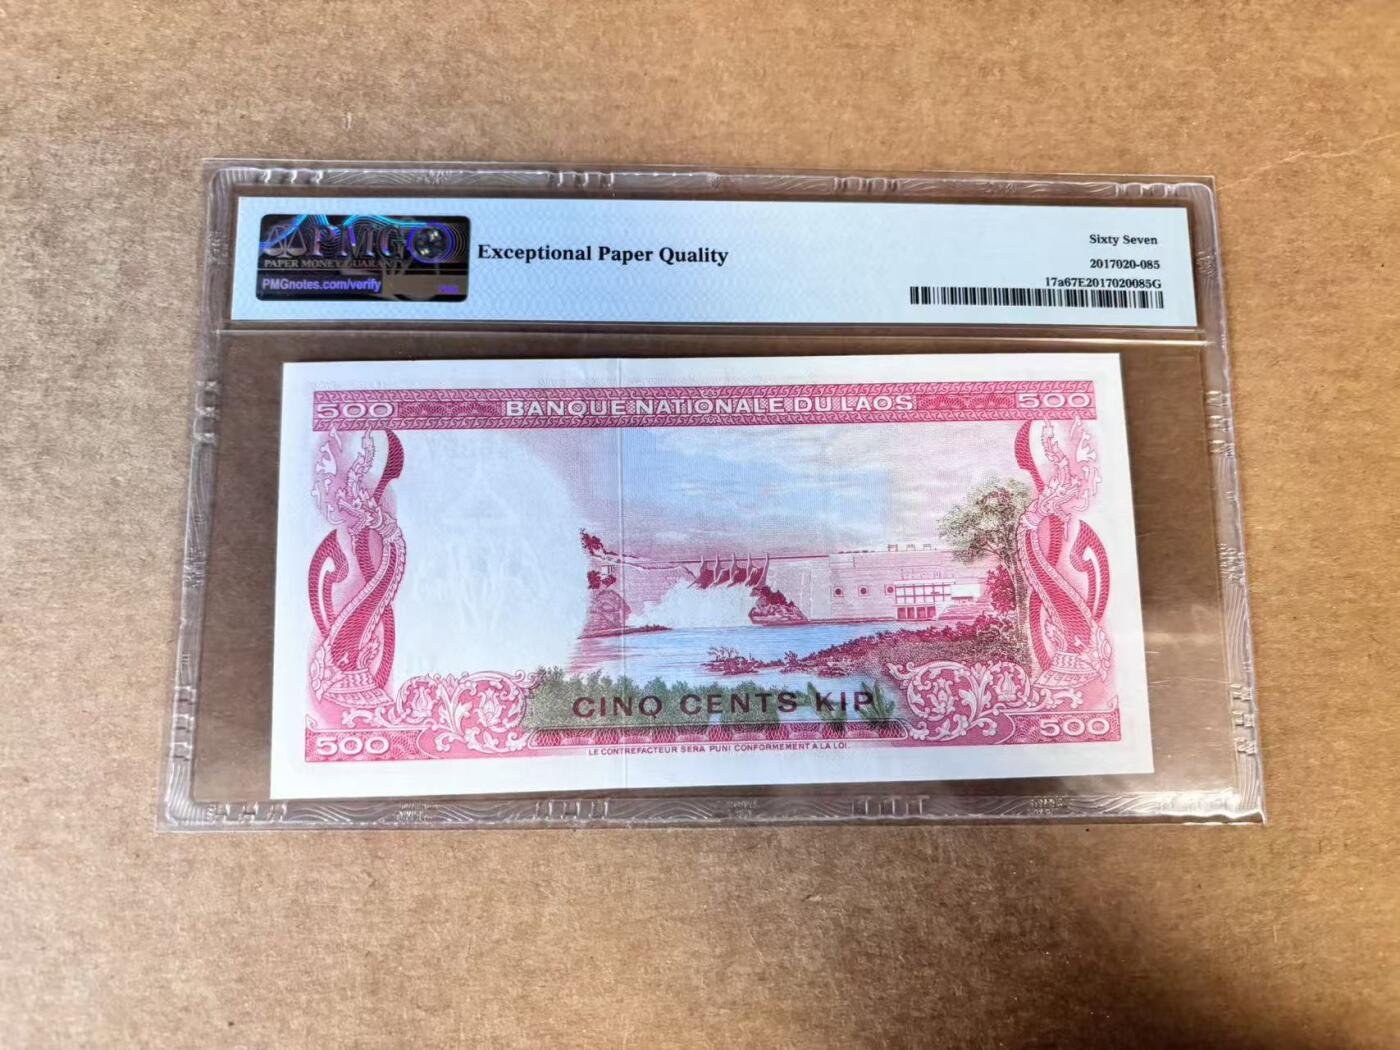 PMG
PAPER MONEY GUARANTY
PMGnotes.com/verify
Exceptional Paper Quality
Sixty Seven
2017020-085
17a67E2017020085G
500 BANQUE NATIONALE DU LAOS 500
CINQ CENTS KIP
500 500
LE CONTREFACTEUR SERA PUNI CONFORMEMENT A LA LOI.